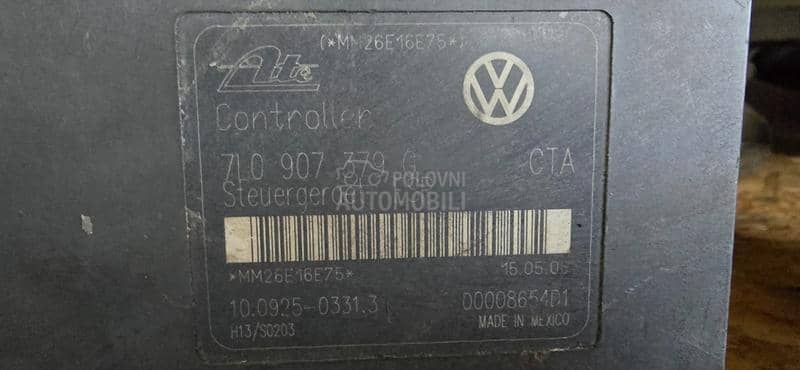 (*MM26E16E75*)
Ate
VW
Controller
7L0 907 379 G
CTA
Steuergerät
POLOVNI
AUTOMOBILI
*MM26E16E75*
15.05.06
10.0925-0331.3
00008654D1
H13/S0203
MADE IN MEXICO